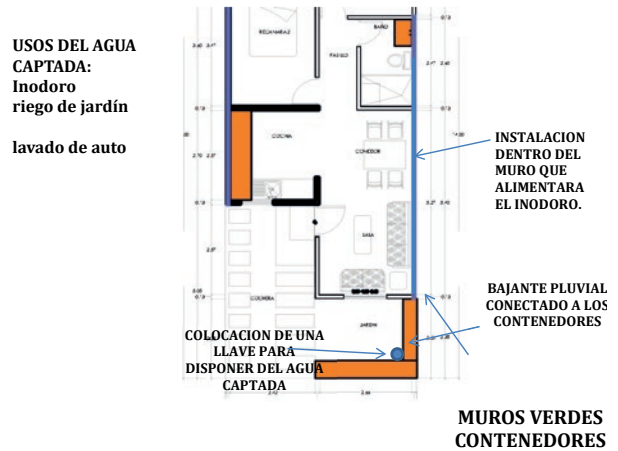 USOS DEL AGUA
CAPTADA:
Inodoro
riego de jardín
lavado de auto
RECAMARA2
BAÑO
PASILLO
COCINA
COMEDOR
SALA
COCHERA
JARDIN
INSTALACION
DENTRO DEL
MURO QUE
ALIMENTARA
EL INODORO.
BAJANTE PLUVIAL
CONECTADO A LOS
CONTENEDORES
COLOCACION DE UNA
LLAVE PARA
DISPONER DEL AGUA
CAPTADA
MUROS VERDES
CONTENEDORES